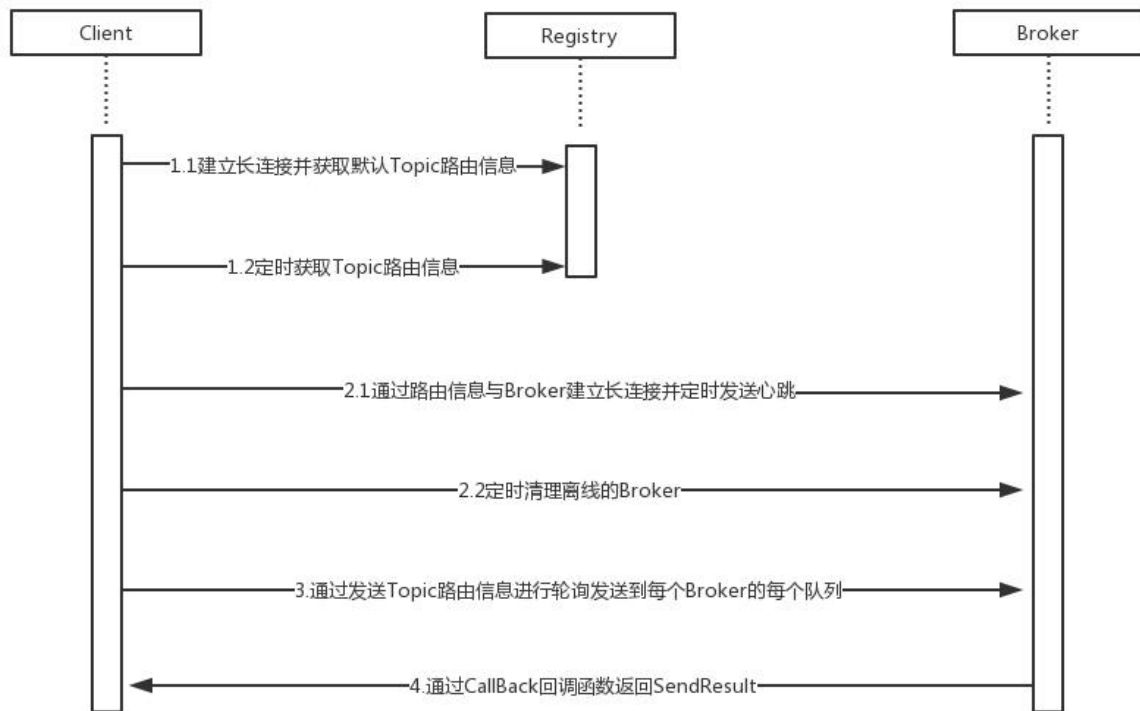 Client
Registry
Broker
1.1建立长连接并获取默认Topic路由信息
1.2定时获取Topic路由信息
2.1通过路由信息与Broker建立长连接并定时发送心跳
2.2定时清理离线的Broker
3.通过发送Topic路由信息进行轮询发送到每个Broker的每个队列
4.通过CallBack回调函数返回SendResult